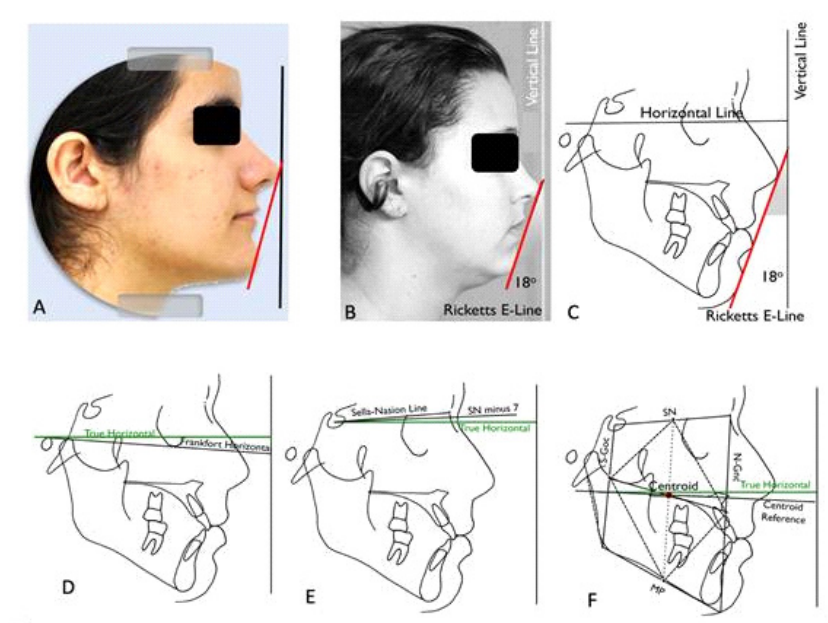 A
Vertical Line
18°
Ricketts E-Line
B
Vertical Line
Horizontal Line
18°
Ricketts E-Line
C
True Horizontal
Frankfort Horizonta
D
Sella-Nasion Line
SN minus 7
True Horizontal
E
SN
S-Goc
N-Gnc
Centroid
True Horizontal
Centroid
Reference
MP
F